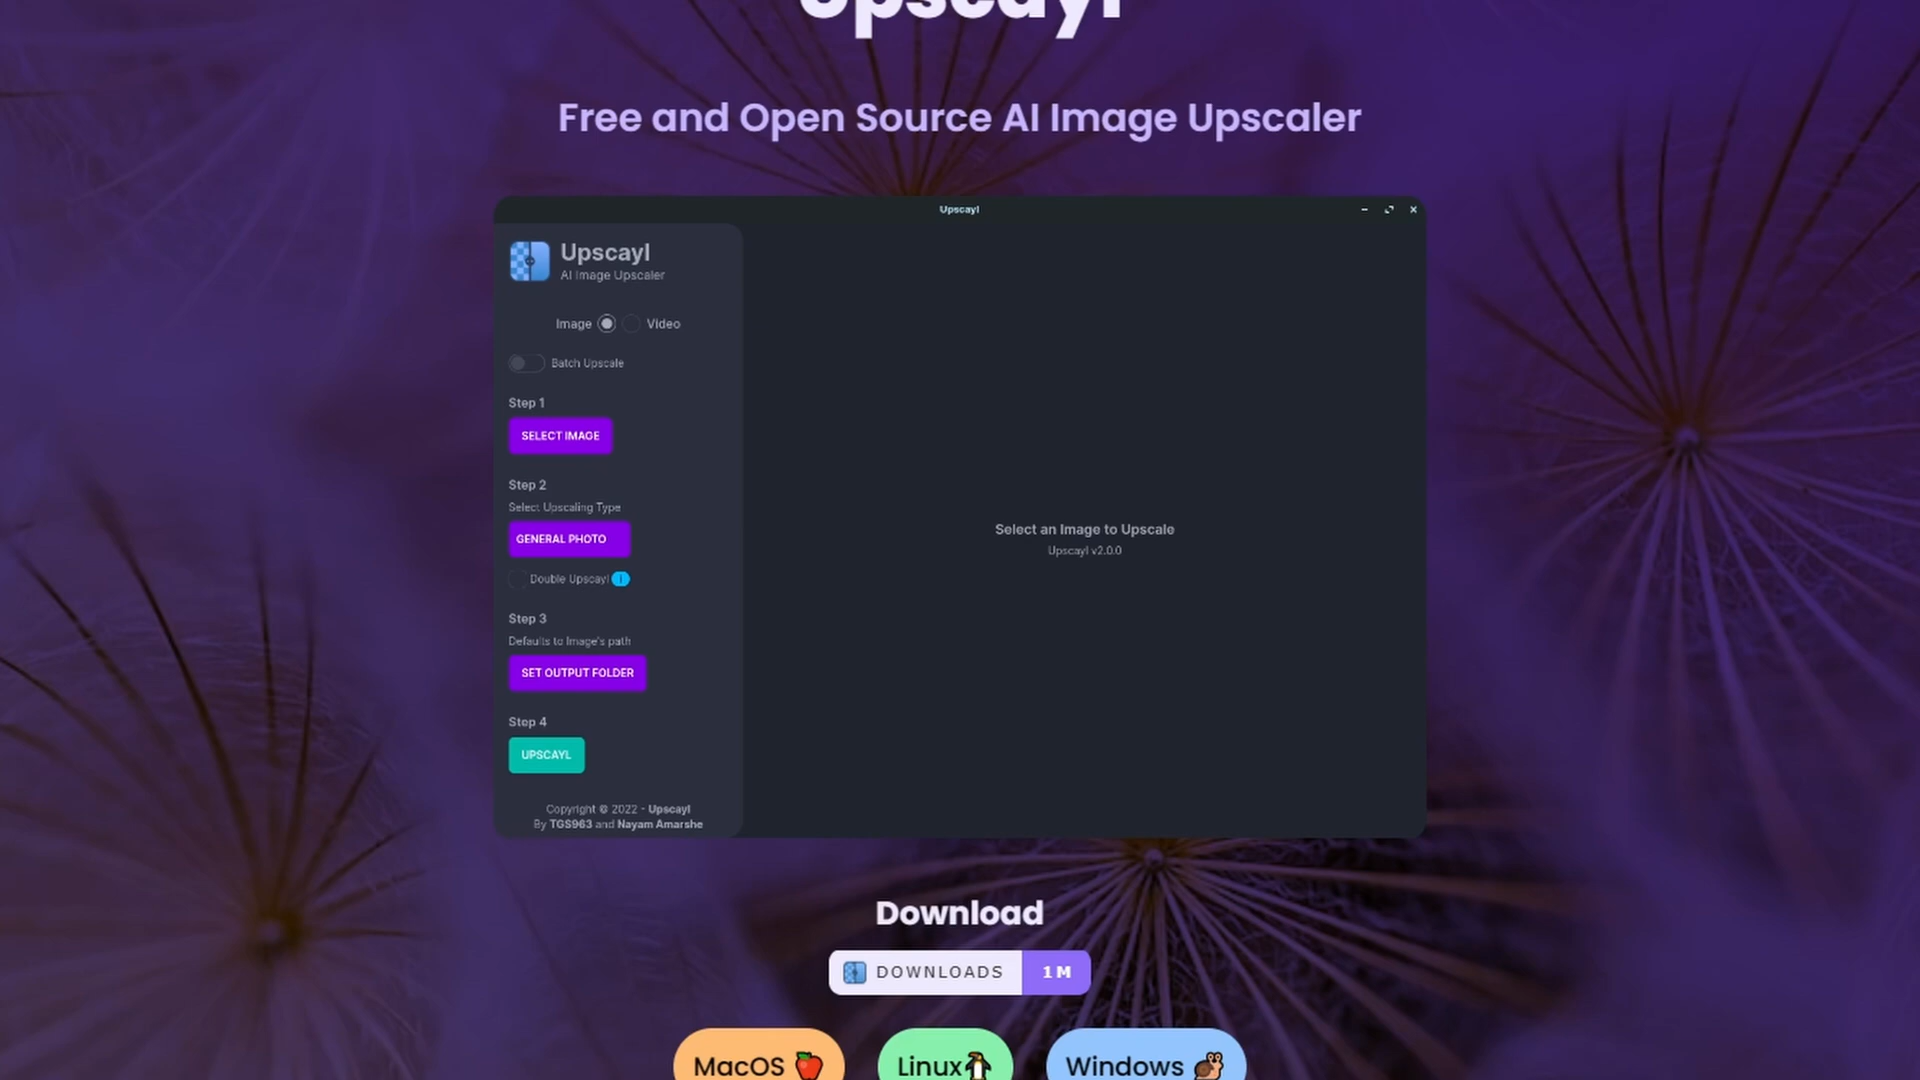 Upscayl
Free and Open Source AI Image Upscaler
Upscayl
Upscayl
AI Image Upscaler
Image Video
Batch Upscale
Step 1
SELECT IMAGE
Step 2
Select Upscaling Type
GENERAL PHOTO
Double Upscayl i
Step 3
Defaults to Image's path
SET OUTPUT FOLDER
Step 4
UPSCAYL
Copyright © 2022 - Upscayl
By TGS963 and Nayam Amarshe
Select an Image to Upscale
Upscayl v2.0.0
Download
DOWNLOADS 1M
MacOS
Linux
Windows